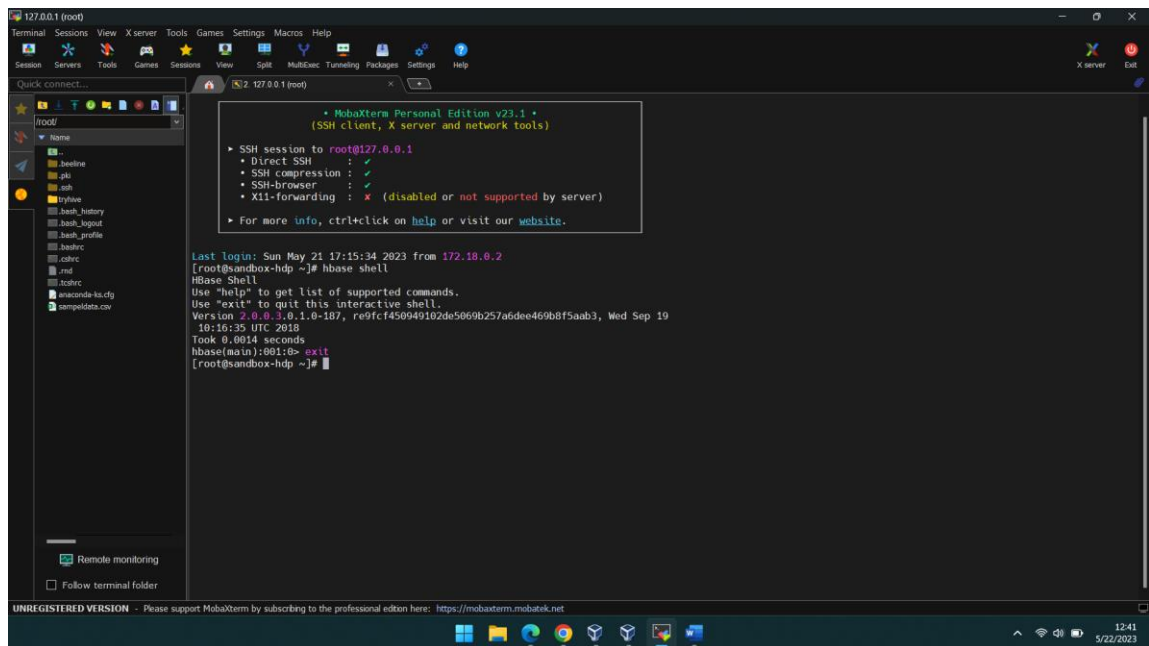 127.0.0.1 (root)
Terminal Sessions View X server Tools Games Settings Macros Help
Session Servers Tools Games Sessions View Split MultiExec Tunneling Packages Settings Help X server Exit
Quick connect...
2. 127.0.0.1 (root)
/root/
Name
..
.beeline
.pki
.ssh
tryhive
.bash_history
.bash_logout
.bash_profile
.bashrc
.cshrc
.rnd
.tcshrc
anaconda-ks.cfg
sampeldata.csv
Remote monitoring
Follow terminal folder
• MobaXterm Personal Edition v23.1 •
(SSH client, X server and network tools)
► SSH session to root@127.0.0.1
• Direct SSH : ✔
• SSH compression : ✔
• SSH-browser : ✔
• X11-forwarding : ✘ (disabled or not supported by server)
► For more info, ctrl+click on help or visit our website.
Last login: Sun May 21 17:15:34 2023 from 172.18.0.2
[root@sandbox-hdp ~]# hbase shell
HBase Shell
Use "help" to get list of supported commands.
Use "exit" to quit this interactive shell.
Version 2.0.0.3.0.1.0-187, re9fcf450949102de5069b257a6dee469b8f5aab3, Wed Sep 19
10:16:35 UTC 2018
Took 0.0014 seconds
hbase(main):001:0> exit
[root@sandbox-hdp ~]#
UNREGISTERED VERSION - Please support MobaXterm by subscribing to the professional edition here: https://mobaxterm.mobatek.net
12:41
5/22/2023